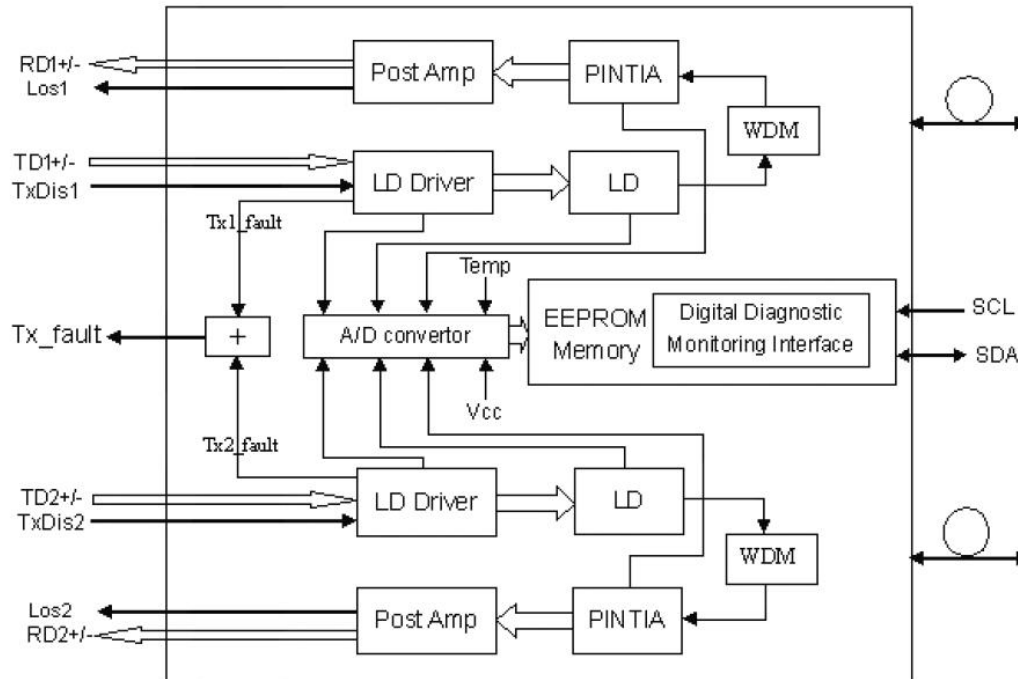 RD1+/-
Los1
Post Amp
PINTIA
WDM
TD1+/-
TxDis1
LD Driver
LD
Tx1_fault
Temp
Tx_fault
+
A/D convertor
EEPROM
Memory
Digital Diagnostic
Monitoring Interface
SCL
SDA
Vcc
Tx2_fault
TD2+/-
TxDis2
LD Driver
LD
WDM
Los2
RD2+/-
Post Amp
PINTIA